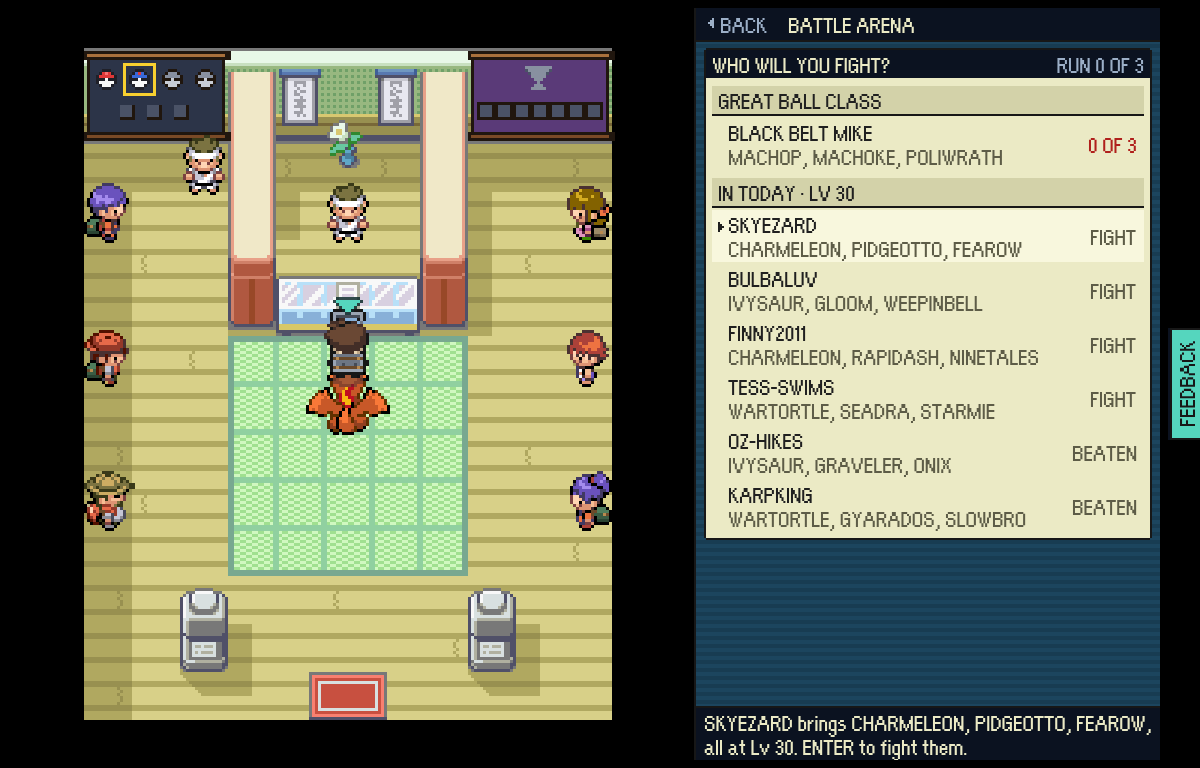 BACK BATTLE ARENA
WHO WILL YOU FIGHT? RUN 0 OF 3
GREAT BALL CLASS
BLACK BELT MIKE 0 OF 3
MACHOP, MACHOKE, POLIWRATH
IN TODAY · LV 30
SKYEZARD FIGHT
CHARMELEON, PIDGEOTTO, FEAROW
BULBALUV FIGHT
IVYSAUR, GLOOM, WEEPINBELL
FINNY2011 FIGHT
CHARMELEON, RAPIDASH, NINETALES
TESS-SWIMS FIGHT
WARTORTLE, SEADRA, STARMIE
OZ-HIKES BEATEN
IVYSAUR, GRAVELER, ONIX
KARPKING BEATEN
WARTORTLE, GYARADOS, SLOWBRO
SKYEZARD brings CHARMELEON, PIDGEOTTO, FEAROW,
all at Lv 30. ENTER to fight them.
FEEDBACK